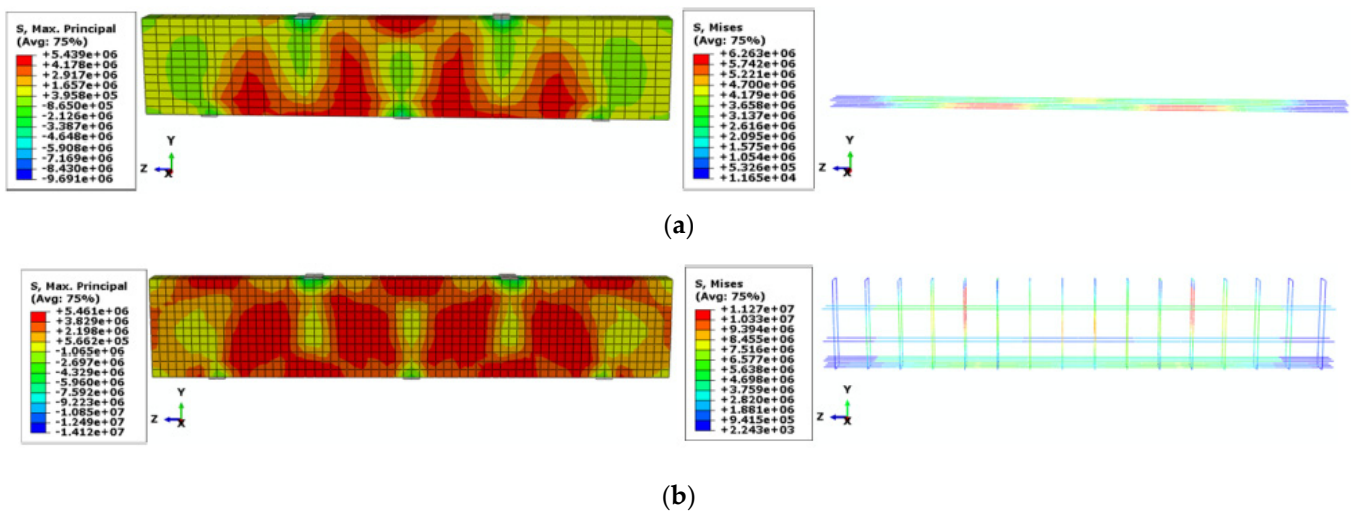 S, Max. Principal
(Avg: 75%)
+5.439e+06
+4.178e+06
+2.917e+06
+1.657e+06
+3.958e+05
-8.650e+05
-2.126e+06
-3.387e+06
-4.648e+06
-5.908e+06
-7.169e+06
-8.430e+06
-9.691e+06
Y
Z
X
S, Mises
(Avg: 75%)
+6.263e+06
+5.742e+06
+5.221e+06
+4.700e+06
+4.179e+06
+3.658e+06
+3.137e+06
+2.616e+06
+2.095e+06
+1.575e+06
+1.054e+06
+5.326e+05
+1.165e+04
Y
Z
X
(a)
S, Max. Principal
(Avg: 75%)
+5.461e+06
+3.829e+06
+2.198e+06
+5.662e+05
-1.065e+06
-2.697e+06
-4.329e+06
-5.960e+06
-7.592e+06
-9.223e+06
-1.085e+07
-1.249e+07
-1.412e+07
Y
Z
X
S, Mises
(Avg: 75%)
+1.127e+07
+1.033e+07
+9.394e+06
+8.455e+06
+7.516e+06
+6.577e+06
+5.638e+06
+4.698e+06
+3.759e+06
+2.820e+06
+1.881e+06
+9.415e+05
+2.243e+03
Y
Z
X
(b)